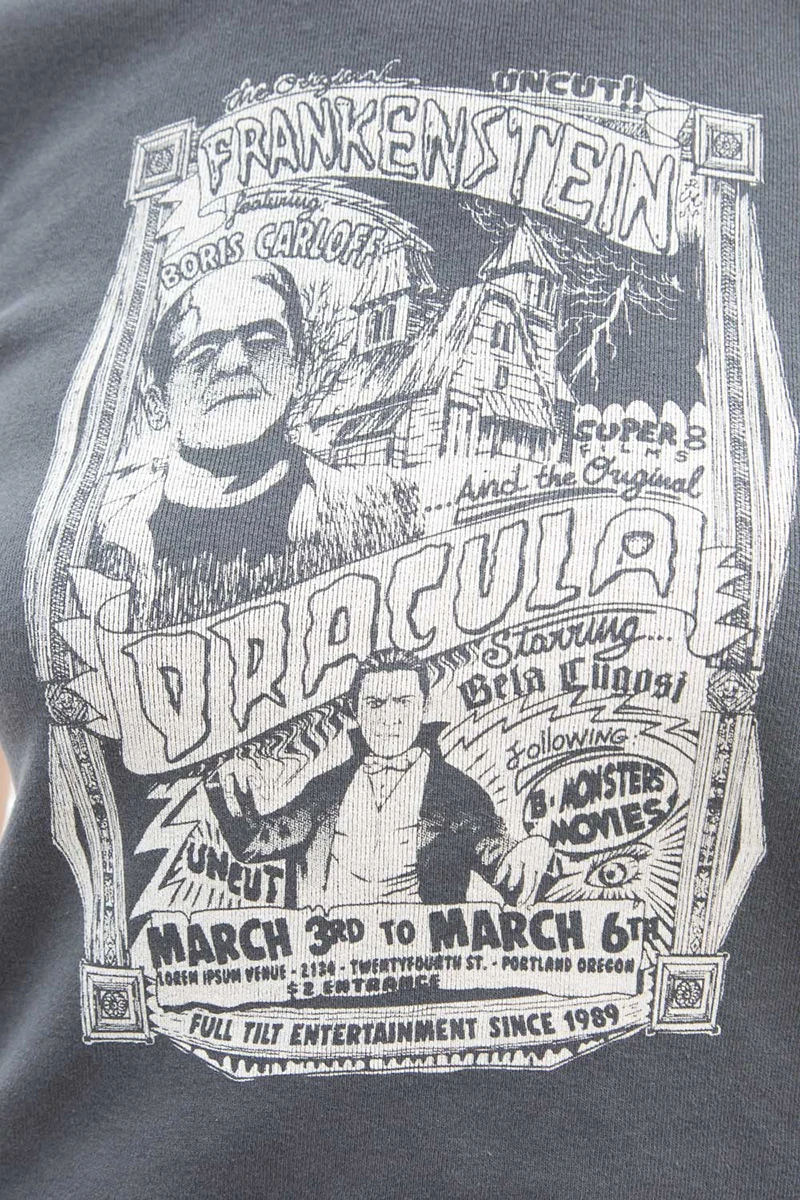 the Original
UNCUT!!
FRANKENSTEIN
featuring
BORIS CARLOFF
SUPER 8
FILMS
...And the Original
DRACULA
Starring...
Bela Lugosi
following:
B-MONSTERS
MOVIES
UNCUT
MARCH 3RD TO MARCH 6TH
LOREM IPSUM VENUE - 2134 - TWENTYFOURTH ST. - PORTLAND OREGON
$2 ENTRANCE
FULL TILT ENTERTAINMENT SINCE 1989